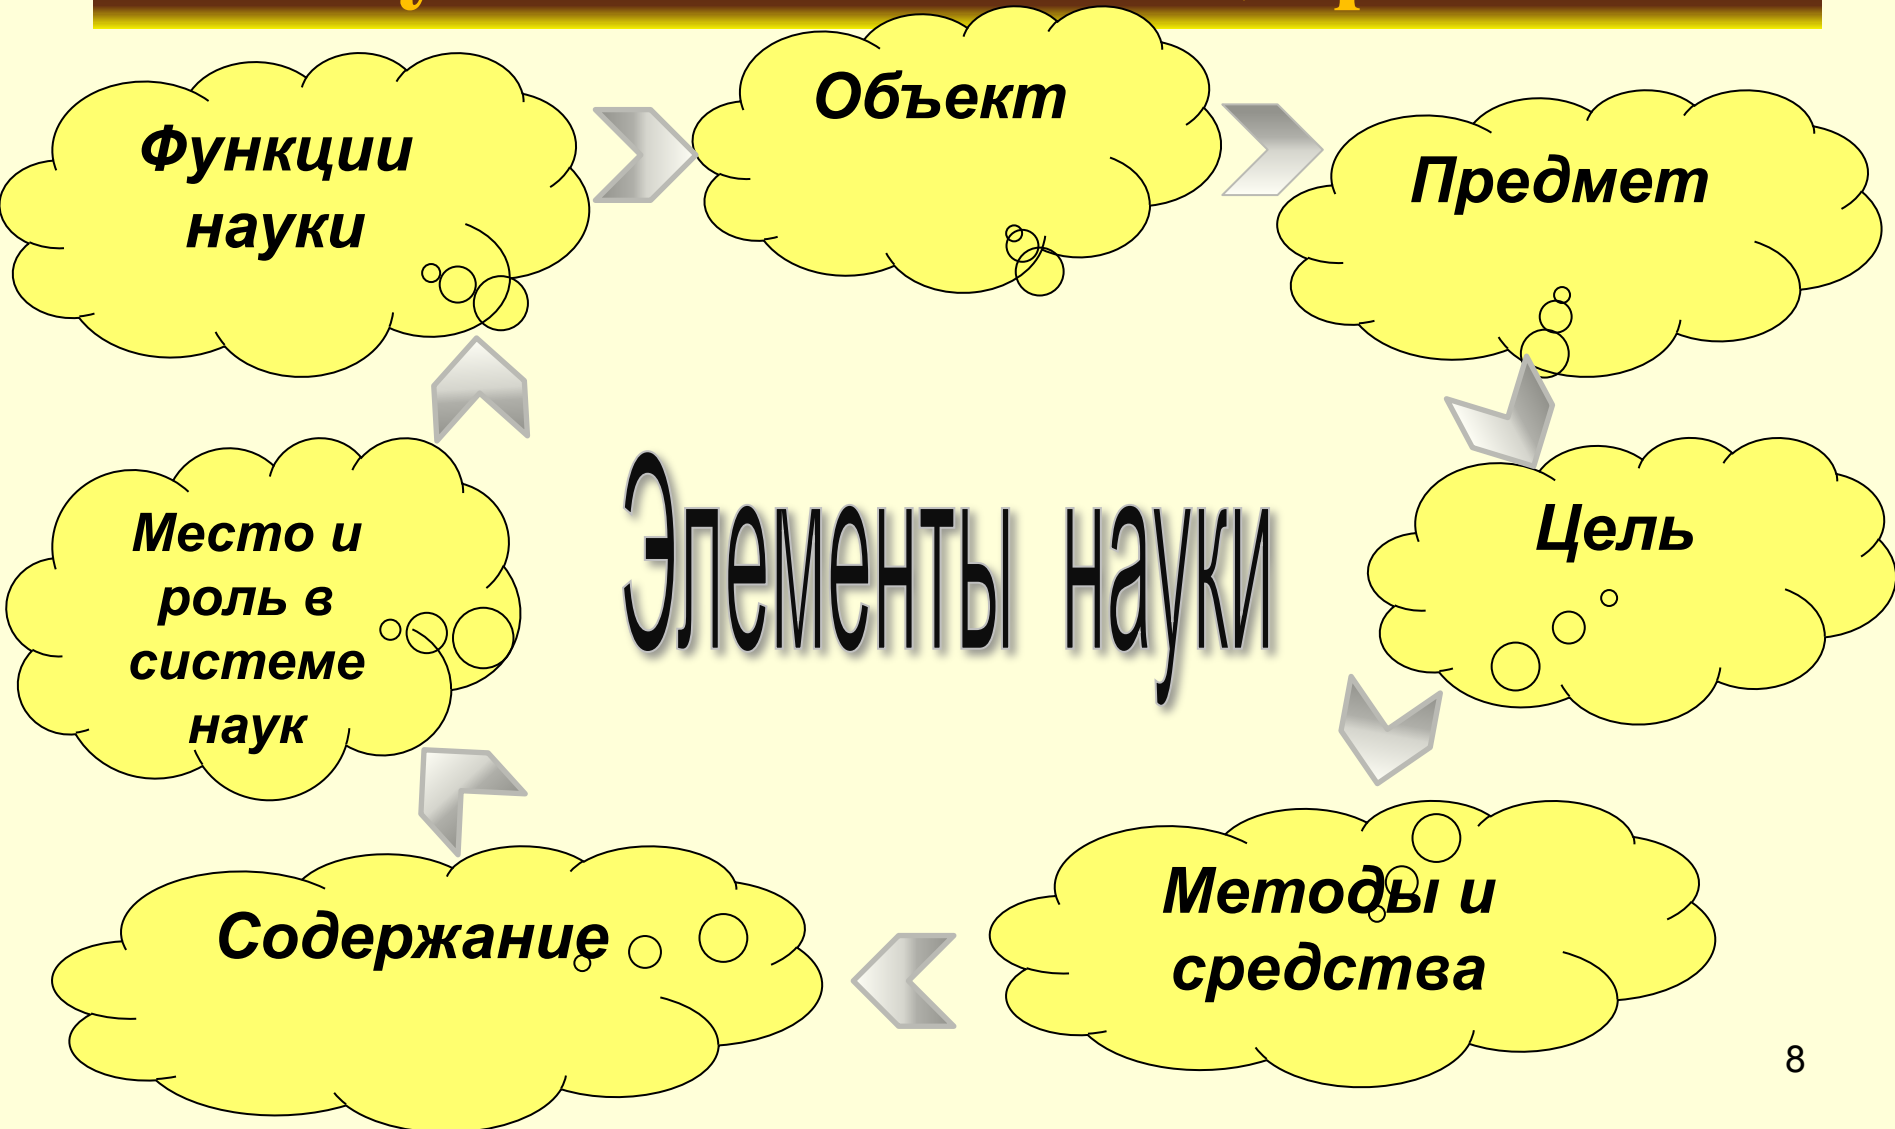 Функции
науки
Объект
Предмет
Цель
Методы и
средства
Содержание
Место и
роль в
системе
наук
Элементы науки
8